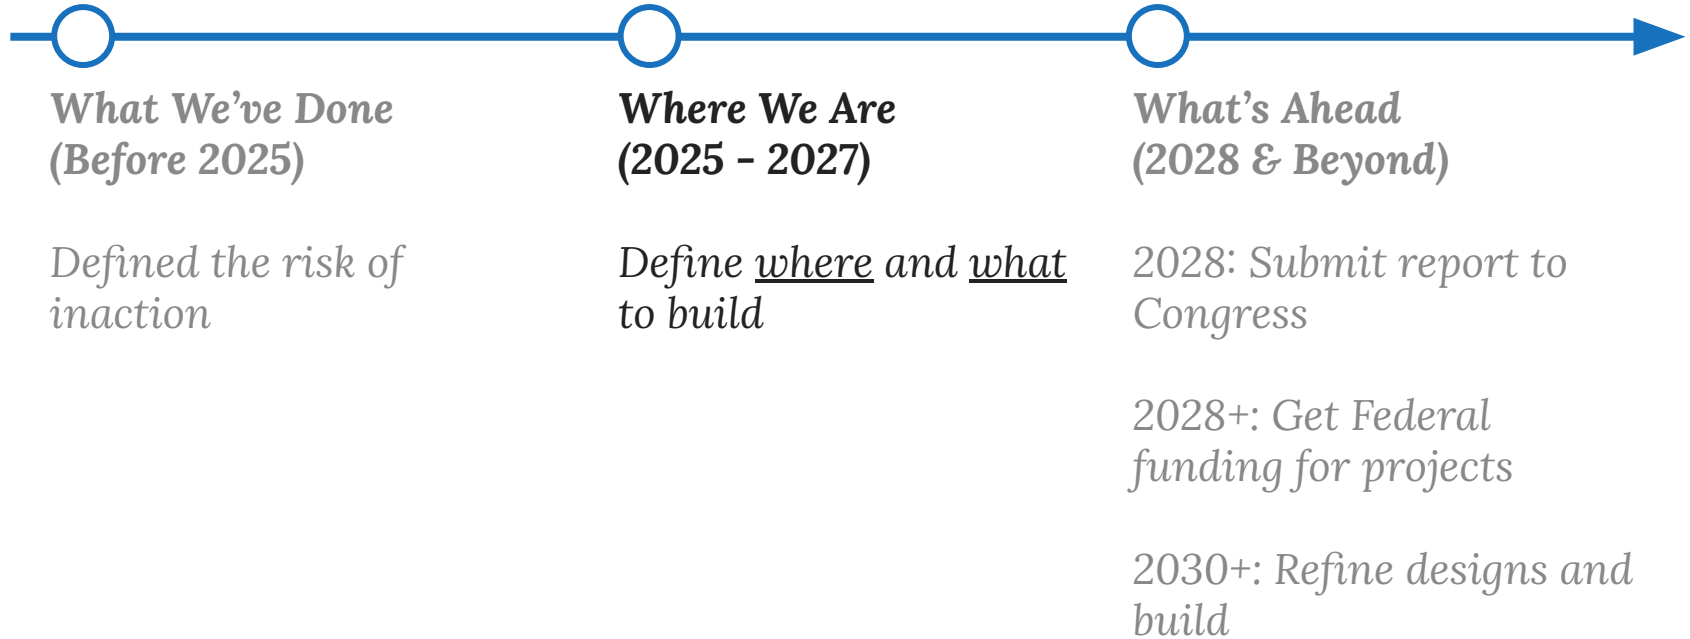 What We’ve Done
(Before 2025)
Defined the risk of
inaction
Where We Are
(2025 - 2027)
Define where and what
to build
What’s Ahead
(2028 & Beyond)
2028: Submit report to
Congress
2028+: Get Federal
funding for projects
2030+: Refine designs and
build